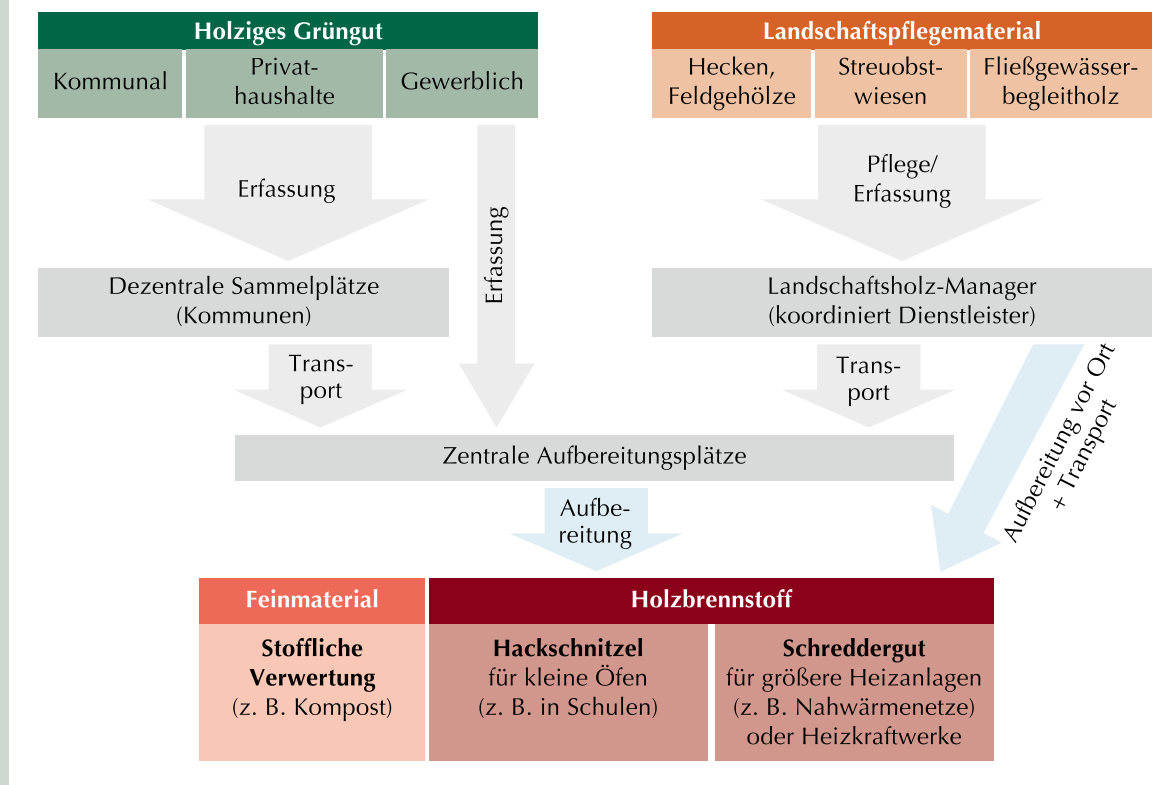 Holziges Grüngut
Kommunal
Privat-
haushalte
Gewerblich
Landschaftspflegematerial
Hecken,
Feldgehölze
Streuobst-
wiesen
Fließgewässer-
begleitholz
Erfassung
Erfassung
Pflege/
Erfassung
Dezentrale Sammelplätze
(Kommunen)
Landschaftsholz-Manager
(koordiniert Dienstleister)
Trans-
port
Trans-
port
Aufbereitung vor Ort
+ Transport
Zentrale Aufbereitungsplätze
Aufbe-
reitung
Feinmaterial
Stoffliche
Verwertung
(z. B. Kompost)
Holzbrennstoff
Hackschnitzel
für kleine Öfen
(z. B. in Schulen)
Schreddergut
für größere Heizanlagen
(z. B. Nahwärmenetze)
oder Heizkraftwerke